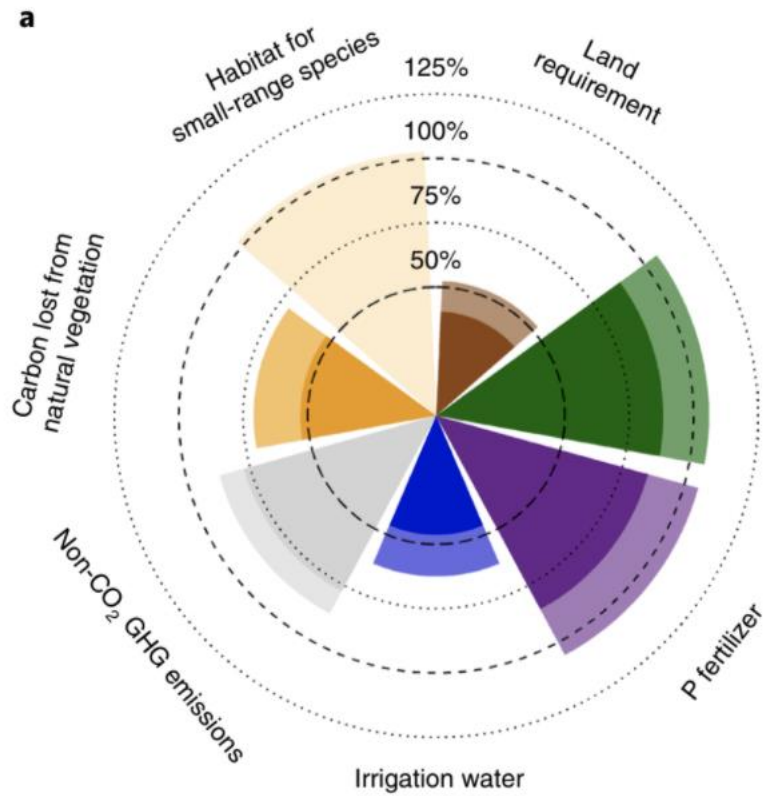 a
Habitat for
small-range species
Land
requirement
125%
100%
75%
50%
Carbon lost from
natural vegetation
Non-CO₂ GHG emissions
P fertilizer
Irrigation water